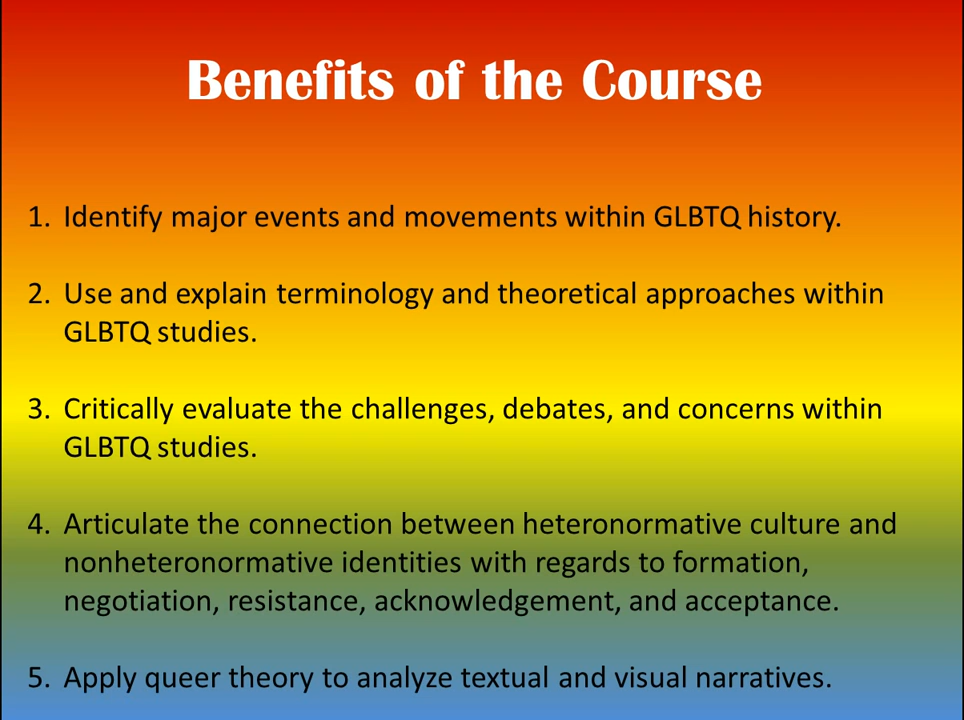 Benefits of the Course
1. Identify major events and movements within GLBTQ history.
2. Use and explain terminology and theoretical approaches within
GLBTQ studies.
3. Critically evaluate the challenges, debates, and concerns within
GLBTQ studies.
4. Articulate the connection between heteronormative culture and
nonheteronormative identities with regards to formation,
negotiation, resistance, acknowledgement, and acceptance.
5. Apply queer theory to analyze textual and visual narratives.